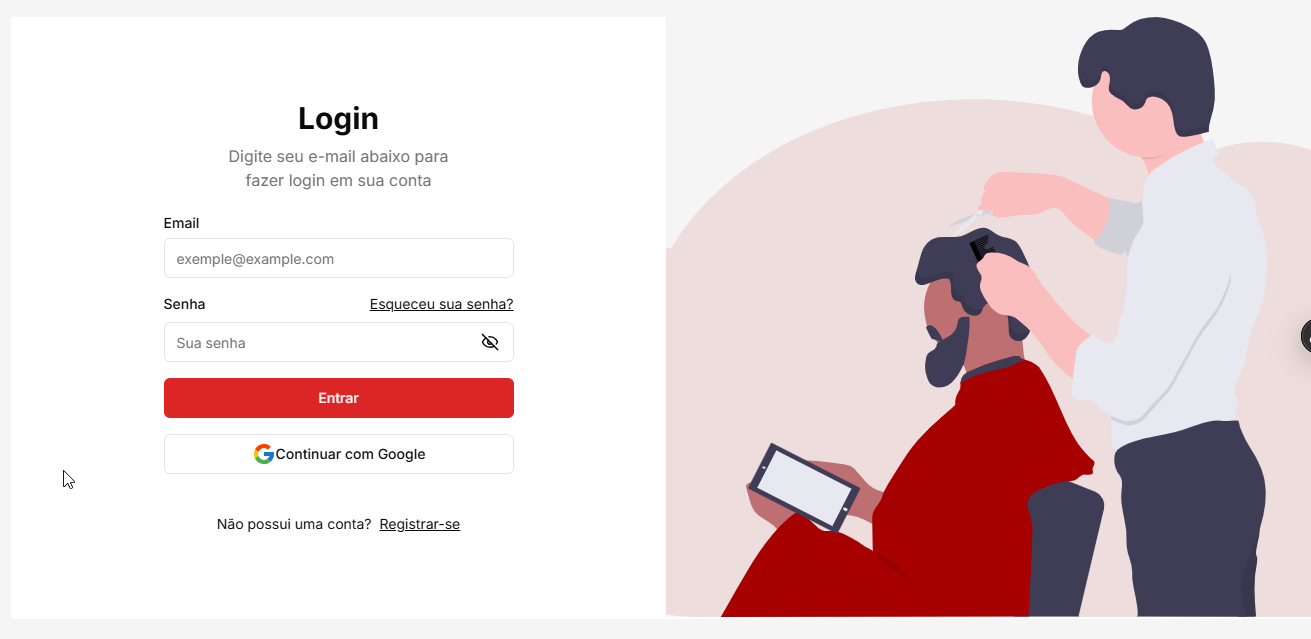 Login
Digite seu e-mail abaixo para
fazer login em sua conta
Email
exemple@example.com
Senha Esqueceu sua senha?
Sua senha
Entrar
Continuar com Google
Não possui uma conta? Registrar-se